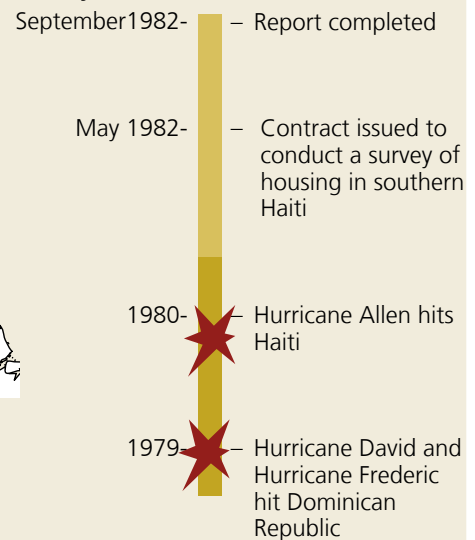 September1982- – Report completed
May 1982- – Contract issued to
conduct a survey of
housing in southern
Haiti
1980- – Hurricane Allen hits
Haiti
1979- – Hurricane David and
Hurricane Frederic
hit Dominican
Republic